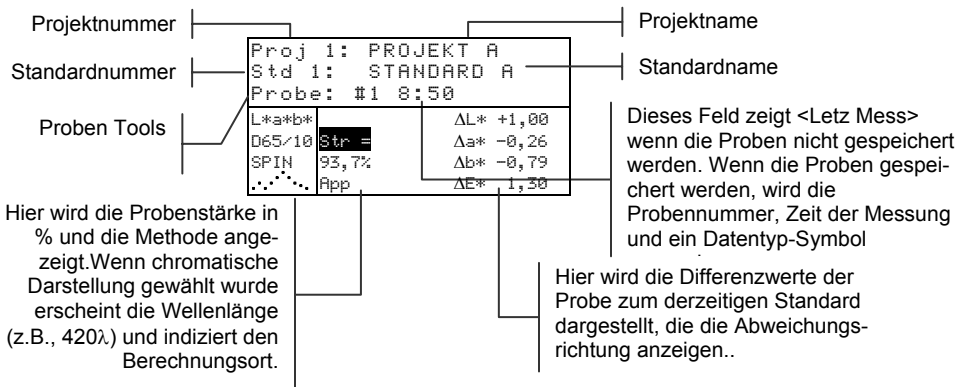 Projektnummer
Projektname
Standardnummer
Standardname
Proben Tools
Proj 1: PROJEKT A
Std 1: STANDARD A
Probe: #1 8:50
L*a*b*
D65/10
SPIN
Str =
93,7%
App
ΔL* +1,00
Δa* -0,26
Δb* -0,79
ΔE* 1,30
Dieses Feld zeigt <Letz Mess>
wenn die Proben nicht gespeichert
werden. Wenn die Proben gespei-
chert werden, wird die
Probennummer, Zeit der Messung
und ein Datentyp-Symbol
Hier wird die Probenstärke in
% und die Methode ange-
zeigt.Wenn chromatische
Darstellung gewählt wurde
erscheint die Wellenlänge
(z.B., 420λ) und indiziert den
Berechnungsort.
Hier wird die Differenzwerte der
Probe zum derzeitigen Standard
dargestellt, die die Abweichungs-
richtung anzeigen..